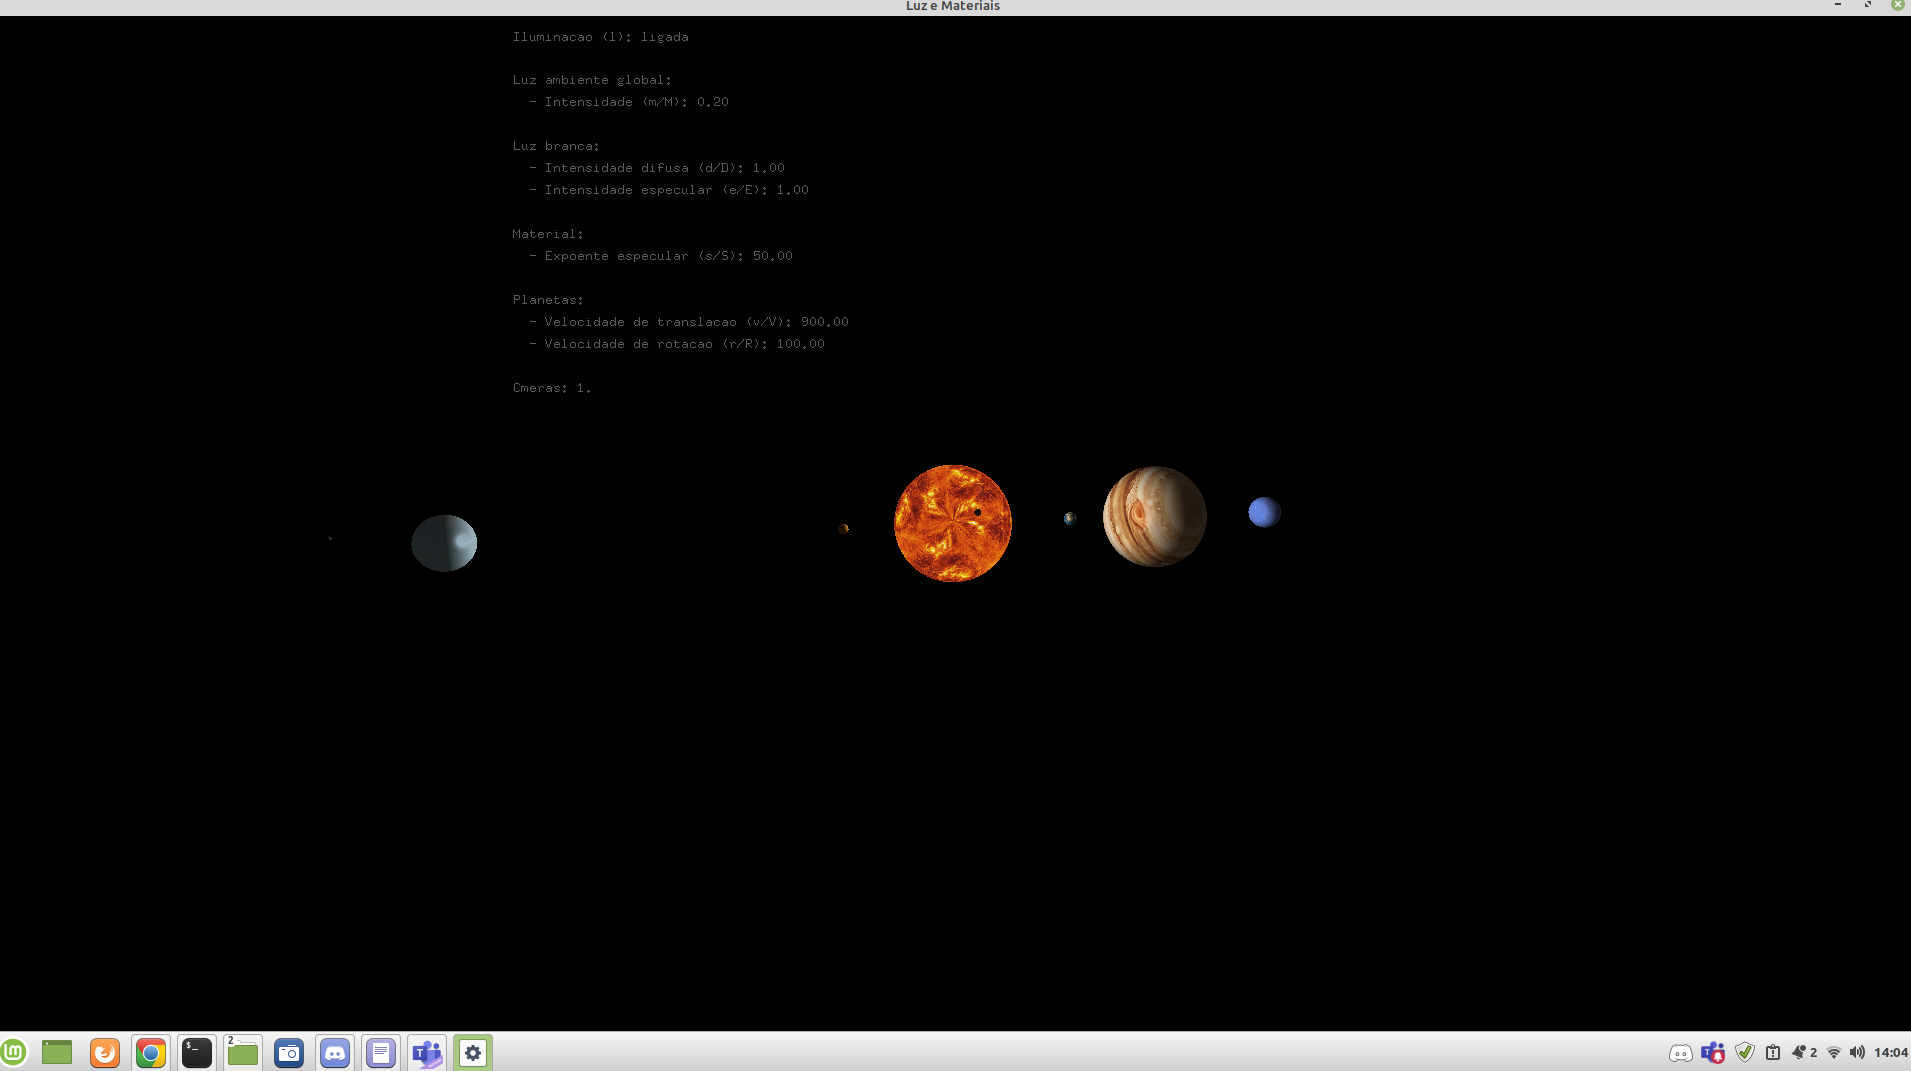 Luz e Materiais
Iluminacao (l): ligada
Luz ambiente global:
- Intensidade (m/M): 0.20
Luz branca:
- Intensidade difusa (d/D): 1.00
- Intensidade especular (e/E): 1.00
Material:
- Expoente especular (s/S): 50.00
Planetas:
- Velocidade de translacao (v/V): 900.00
- Velocidade de rotacao (r/R): 100.00
Cmeras: 1.
lm
$_
2
T
T
2
14:04